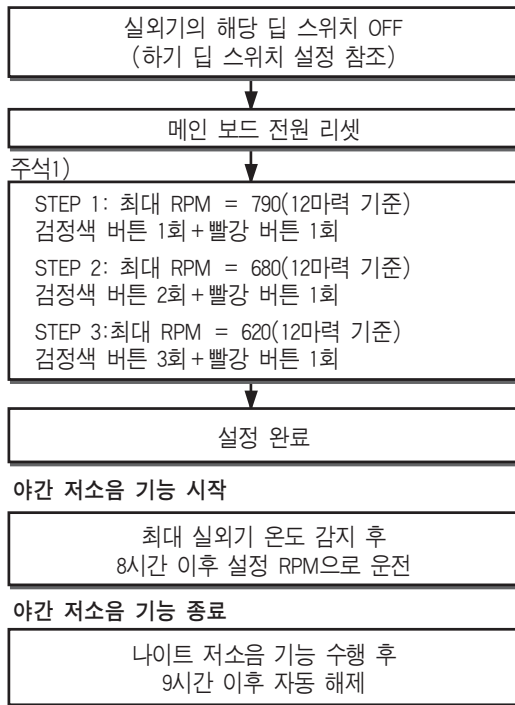 실외기의 해당 딥 스위치 OFF
(하기 딥 스위치 설정 참조)
메인 보드 전원 리셋
주석1)
STEP 1: 최대 RPM = 790(12마력 기준)
검정색 버튼 1회+빨강 버튼 1회
STEP 2: 최대 RPM = 680(12마력 기준)
검정색 버튼 2회+빨강 버튼 1회
STEP 3:최대 RPM = 620(12마력 기준)
검정색 버튼 3회+빨강 버튼 1회
설정 완료
야간 저소음 기능 시작
최대 실외기 온도 감지 후
8시간 이후 설정 RPM으로 운전
야간 저소음 기능 종료
나이트 저소음 기능 수행 후
9시간 이후 자동 해제